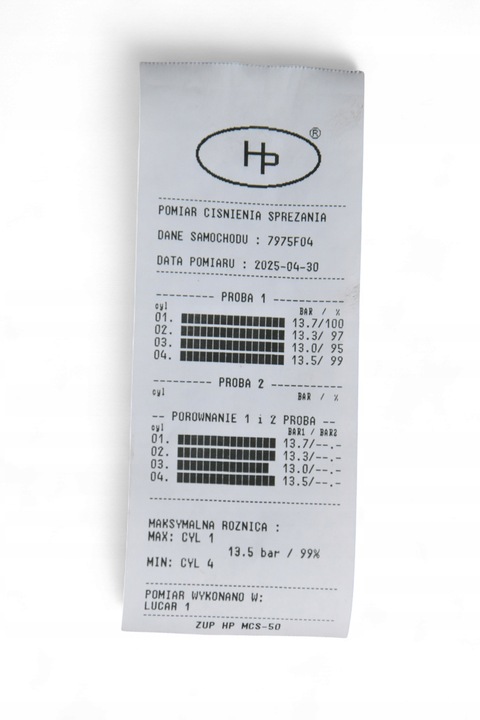 HP ®
POMIAR CISNIENIA SPREZANIA
DANE SAMOCHODU : 7975F04
DATA POMIARU : 2025-04-30
---------- PROBA 1 ----------
cyl BAR / %
01. 13.7/100
02. 13.3/ 97
03. 13.0/ 95
04. 13.5/ 99
---------- PROBA 2 ----------
cyl BAR / %
-- POROWNANIE 1 i 2 PROBA --
cyl BAR1 / BAR2
01. 13.7/--.-
02. 13.3/--.-
03. 13.0/--.-
04. 13.5/--.-
MAKSYMALNA ROZNICA :
MAX: CYL 1
13.5 bar / 99%
MIN: CYL 4
POMIAR WYKONANO W:
LUCAR 1
ZUP HP MCS-50